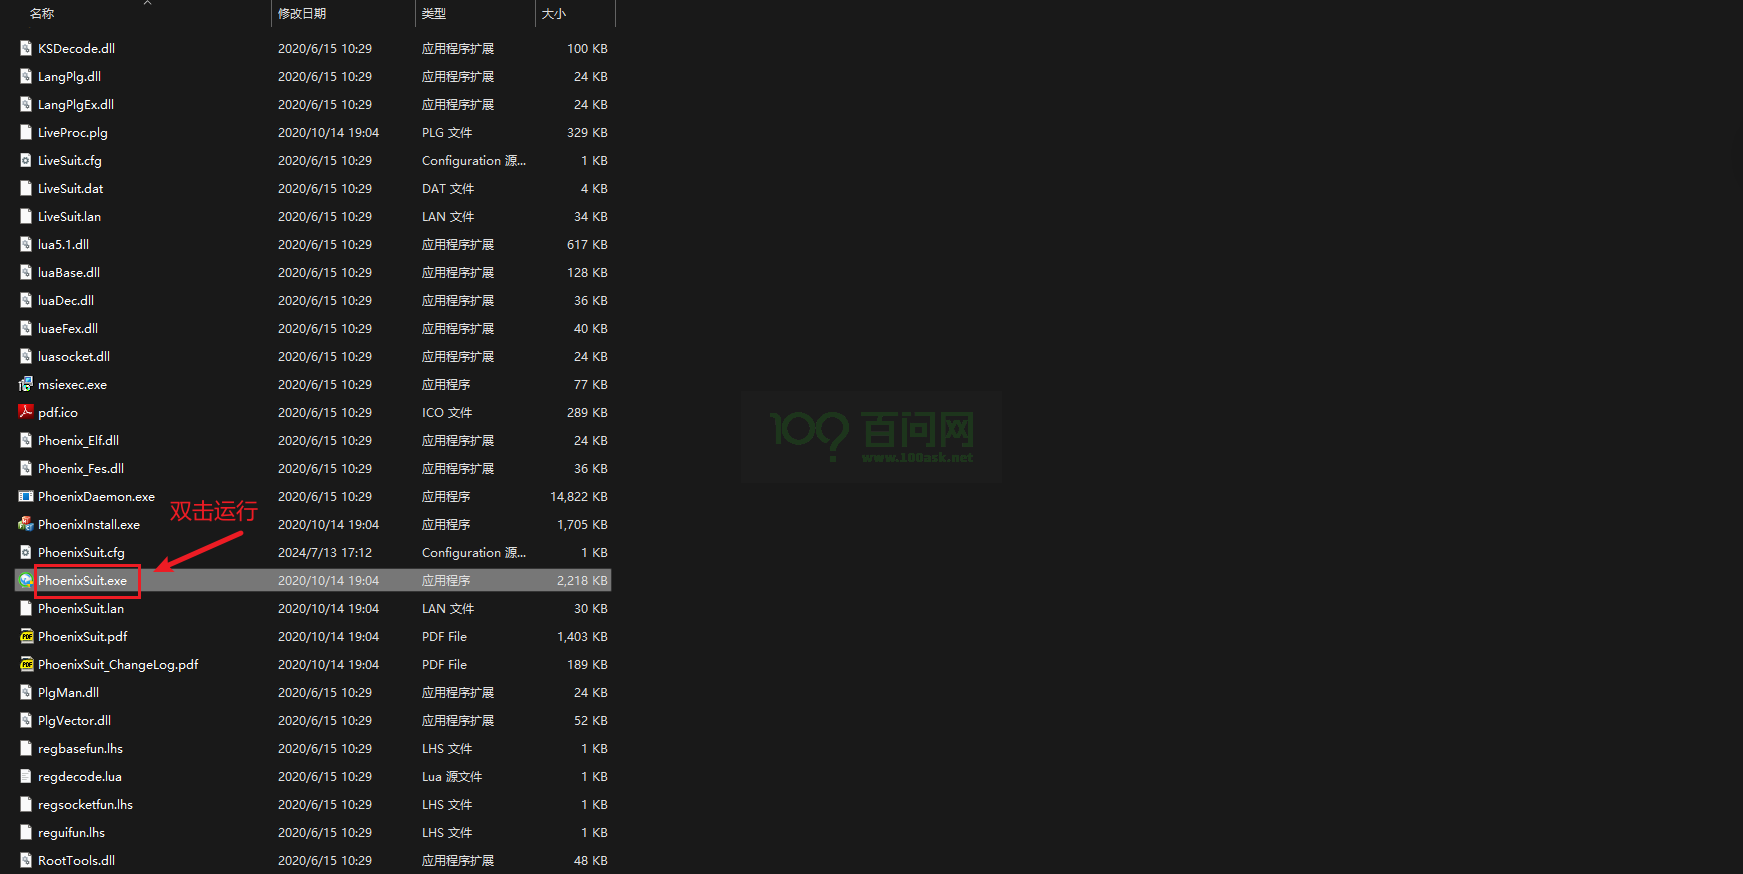 名称 修改日期 类型 大小
KSDecode.dll 2020/6/15 10:29 应用程序扩展 100 KB
LangPlg.dll 2020/6/15 10:29 应用程序扩展 24 KB
LangPlgEx.dll 2020/6/15 10:29 应用程序扩展 24 KB
LiveProc.plg 2020/10/14 19:04 PLG 文件 329 KB
LiveSuit.cfg 2020/6/15 10:29 Configuration 源... 1 KB
LiveSuit.dat 2020/6/15 10:29 DAT 文件 4 KB
LiveSuit.lan 2020/6/15 10:29 LAN 文件 34 KB
lua5.1.dll 2020/6/15 10:29 应用程序扩展 617 KB
luaBase.dll 2020/6/15 10:29 应用程序扩展 128 KB
luaDec.dll 2020/6/15 10:29 应用程序扩展 36 KB
luaeFex.dll 2020/6/15 10:29 应用程序扩展 40 KB
luasocket.dll 2020/6/15 10:29 应用程序扩展 24 KB
msiexec.exe 2020/6/15 10:29 应用程序 77 KB
pdf.ico 2020/6/15 10:29 ICO 文件 289 KB
Phoenix_Elf.dll 2020/6/15 10:29 应用程序扩展 24 KB
Phoenix_Fes.dll 2020/6/15 10:29 应用程序扩展 36 KB
PhoenixDaemon.exe 2020/6/15 10:29 应用程序 14,822 KB
双击运行
PhoenixInstall.exe 2020/10/14 19:04 应用程序 1,705 KB
PhoenixSuit.cfg 2024/7/13 17:12 Configuration 源... 1 KB
PhoenixSuit.exe 2020/10/14 19:04 应用程序 2,218 KB
PhoenixSuit.lan 2020/10/14 19:04 LAN 文件 30 KB
PhoenixSuit.pdf 2020/10/14 19:04 PDF File 1,403 KB
PhoenixSuit_ChangeLog.pdf 2020/10/14 19:04 PDF File 189 KB
PlgMan.dll 2020/6/15 10:29 应用程序扩展 24 KB
PlgVector.dll 2020/6/15 10:29 应用程序扩展 52 KB
regbasefun.lhs 2020/6/15 10:29 LHS 文件 1 KB
regdecode.lua 2020/6/15 10:29 Lua 源文件 1 KB
regsocketfun.lhs 2020/6/15 10:29 LHS 文件 1 KB
reguifun.lhs 2020/6/15 10:29 LHS 文件 1 KB
RootTools.dll 2020/6/15 10:29 应用程序扩展 48 KB
100 百问网
www.100ask.net